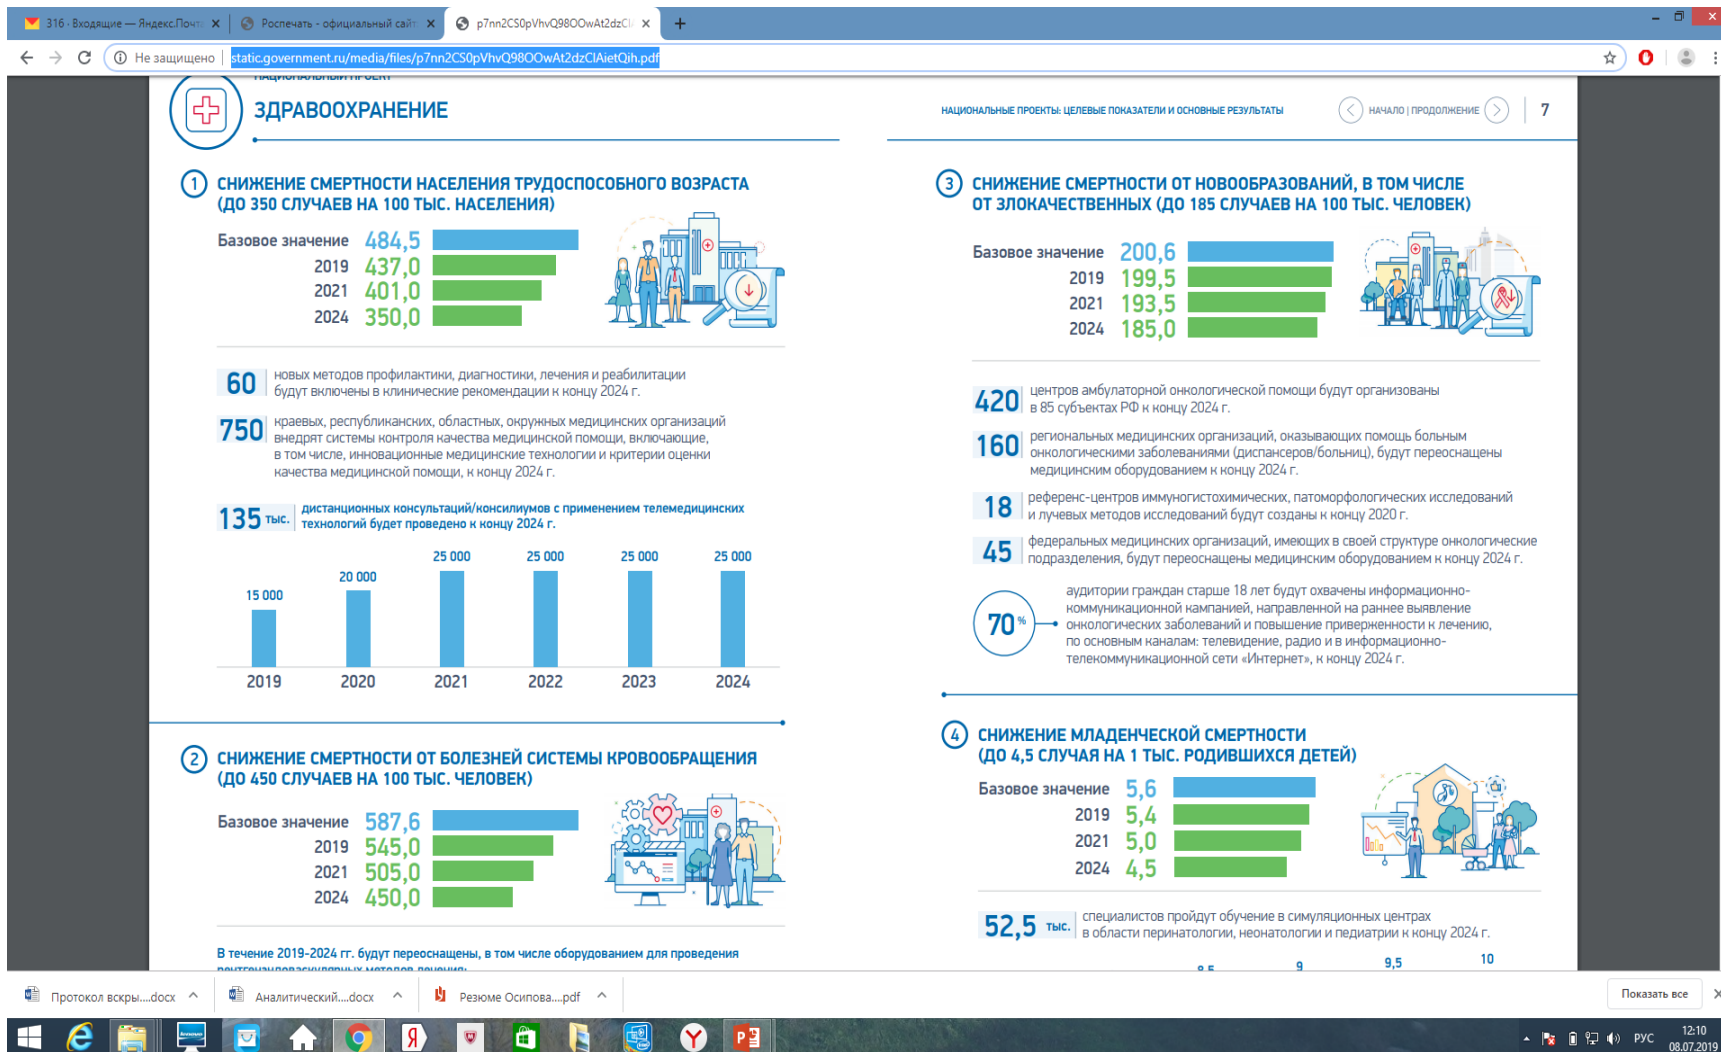 316 · Входящие — Яндекс.Почт
Роспечать - официальный сайт
p7nn2CS0pVhvQ98OOwAt2dzCl
Не защищено
static.government.ru/media/files/p7nn2CS0pVhvQ98OOwAt2dzClAietQih.pdf
НАЦИОНАЛЬНЫЙ ПРОЕКТ
ЗДРАВООХРАНЕНИЕ
НАЦИОНАЛЬНЫЕ ПРОЕКТЫ: ЦЕЛЕВЫЕ ПОКАЗАТЕЛИ И ОСНОВНЫЕ РЕЗУЛЬТАТЫ
НАЧАЛО | ПРОДОЛЖЕНИЕ
7
1 СНИЖЕНИЕ СМЕРТНОСТИ НАСЕЛЕНИЯ ТРУДОСПОСОБНОГО ВОЗРАСТА
(ДО 350 СЛУЧАЕВ НА 100 ТЫС. НАСЕЛЕНИЯ)
Базовое значение 484,5
2019 437,0
2021 401,0
2024 350,0
60 новых методов профилактики, диагностики, лечения и реабилитации
будут включены в клинические рекомендации к концу 2024 г.
750 краевых, республиканских, областных, окружных медицинских организаций
внедрят системы контроля качества медицинской помощи, включающие,
в том числе, инновационные медицинские технологии и критерии оценки
качества медицинской помощи, к концу 2024 г.
135 тыс. дистанционных консультаций/консилиумов с применением телемедицинских
технологий будет проведено к концу 2024 г.
15 000 20 000 25 000 25 000 25 000 25 000
2019 2020 2021 2022 2023 2024
2 СНИЖЕНИЕ СМЕРТНОСТИ ОТ БОЛЕЗНЕЙ СИСТЕМЫ КРОВООБРАЩЕНИЯ
(ДО 450 СЛУЧАЕВ НА 100 ТЫС. ЧЕЛОВЕК)
Базовое значение 587,6
2019 545,0
2021 505,0
2024 450,0
В течение 2019-2024 гг. будут переоснащены, в том числе оборудованием для проведения
рентгенэндоваскулярных методов лечения:
3 СНИЖЕНИЕ СМЕРТНОСТИ ОТ НОВООБРАЗОВАНИЙ, В ТОМ ЧИСЛЕ
ОТ ЗЛОКАЧЕСТВЕННЫХ (ДО 185 СЛУЧАЕВ НА 100 ТЫС. ЧЕЛОВЕК)
Базовое значение 200,6
2019 199,5
2021 193,5
2024 185,0
420 центров амбулаторной онкологической помощи будут организованы
в 85 субъектах РФ к концу 2024 г.
160 региональных медицинских организаций, оказывающих помощь больным
онкологическими заболеваниями (диспансеров/больниц), будут переоснащены
медицинским оборудованием к концу 2024 г.
18 референс-центров иммуногистохимических, патоморфологических исследований
и лучевых методов исследований будут созданы к концу 2020 г.
45 федеральных медицинских организаций, имеющих в своей структуре онкологические
подразделения, будут переоснащены медицинским оборудованием к концу 2024 г.
70% аудитории граждан старше 18 лет будут охвачены информационно-
коммуникационной кампанией, направленной на раннее выявление
онкологических заболеваний и повышение приверженности к лечению,
по основным каналам: телевидение, радио и в информационно-
телекоммуникационной сети «Интернет», к концу 2024 г.
4 СНИЖЕНИЕ МЛАДЕНЧЕСКОЙ СМЕРТНОСТИ
(ДО 4,5 СЛУЧАЯ НА 1 ТЫС. РОДИВШИХСЯ ДЕТЕЙ)
Базовое значение 5,6
2019 5,4
2021 5,0
2024 4,5
52,5 тыс. специалистов пройдут обучение в симуляционных центрах
в области перинатологии, неонатологии и педиатрии к концу 2024 г.
8,5 9 9,5 10
Протокол вскры....docx
Аналитический....docx
Резюме Осипова....pdf
Показать все
РУС
12:10
08.07.2019